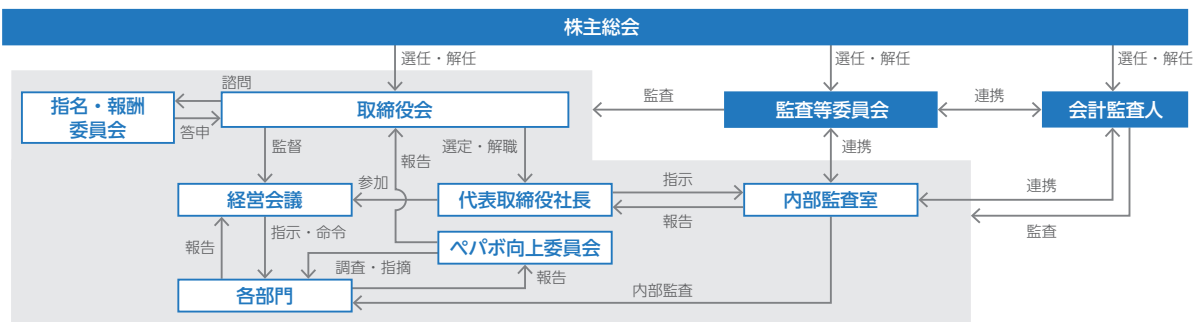 株主総会
選任・解任
選任・解任
選任・解任
諮問
指名・報酬
委員会
答申
取締役会
監査
監査等委員会
連携
会計監査人
監督
報告
選定・解職
連携
経営会議
参加
代表取締役社長
指示
報告
内部監査室
連携
監査
報告
指示・命令
ペパボ向上委員会
調査・指摘
報告
各部門
内部監査